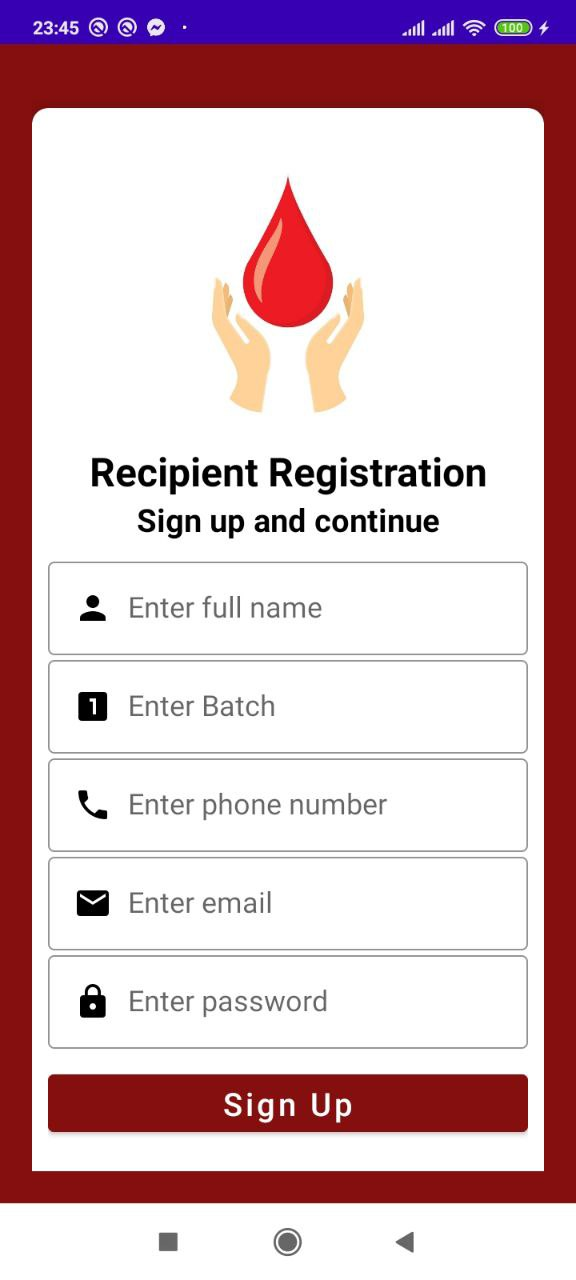 23:45
100
Recipient Registration
Sign up and continue
Enter full name
1 Enter Batch
Enter phone number
Enter email
Enter password
Sign Up